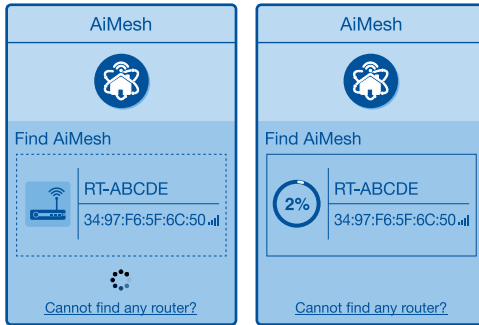 AiMesh
Find AiMesh
RT-ABCDE
34:97:F6:5F:6C:50
Cannot find any router?
AiMesh
Find AiMesh
2%
RT-ABCDE
34:97:F6:5F:6C:50
Cannot find any router?